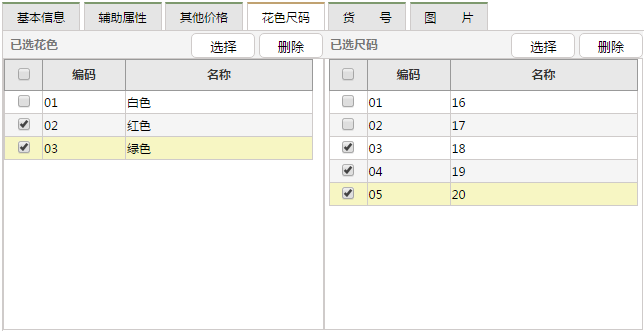 基本信息 辅助属性 其他价格 花色尺码 货 号 图 片
已选花色 选择 删除 已选尺码 选择 删除
编码 名称 编码 名称
01 白色 01 16
02 红色 02 17
03 绿色 03 18
04 19
05 20